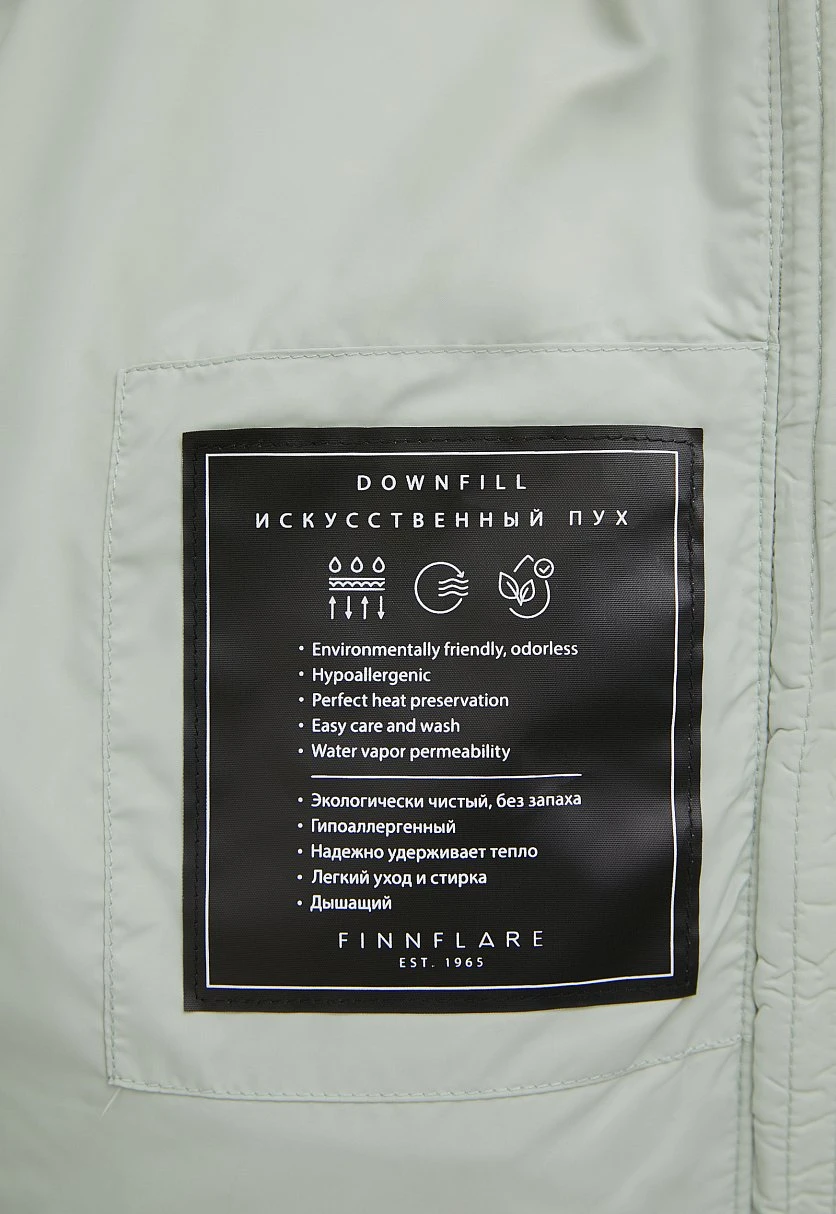 DOWNFILL
ИСКУССТВЕННЫЙ ПУХ
• Environmentally friendly, odorless
• Hypoallergenic
• Perfect heat preservation
• Easy care and wash
• Water vapor permeability
• Экологически чистый, без запаха
• Гипоаллергенный
• Надежно удерживает тепло
• Легкий уход и стирка
• Дышащий
FINNFLARE
EST. 1965